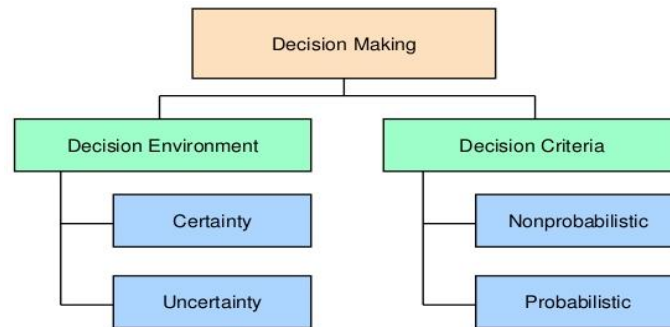 Decision Making
Decision Environment
Certainty
Uncertainty
Decision Criteria
Nonprobabilistic
Probabilistic